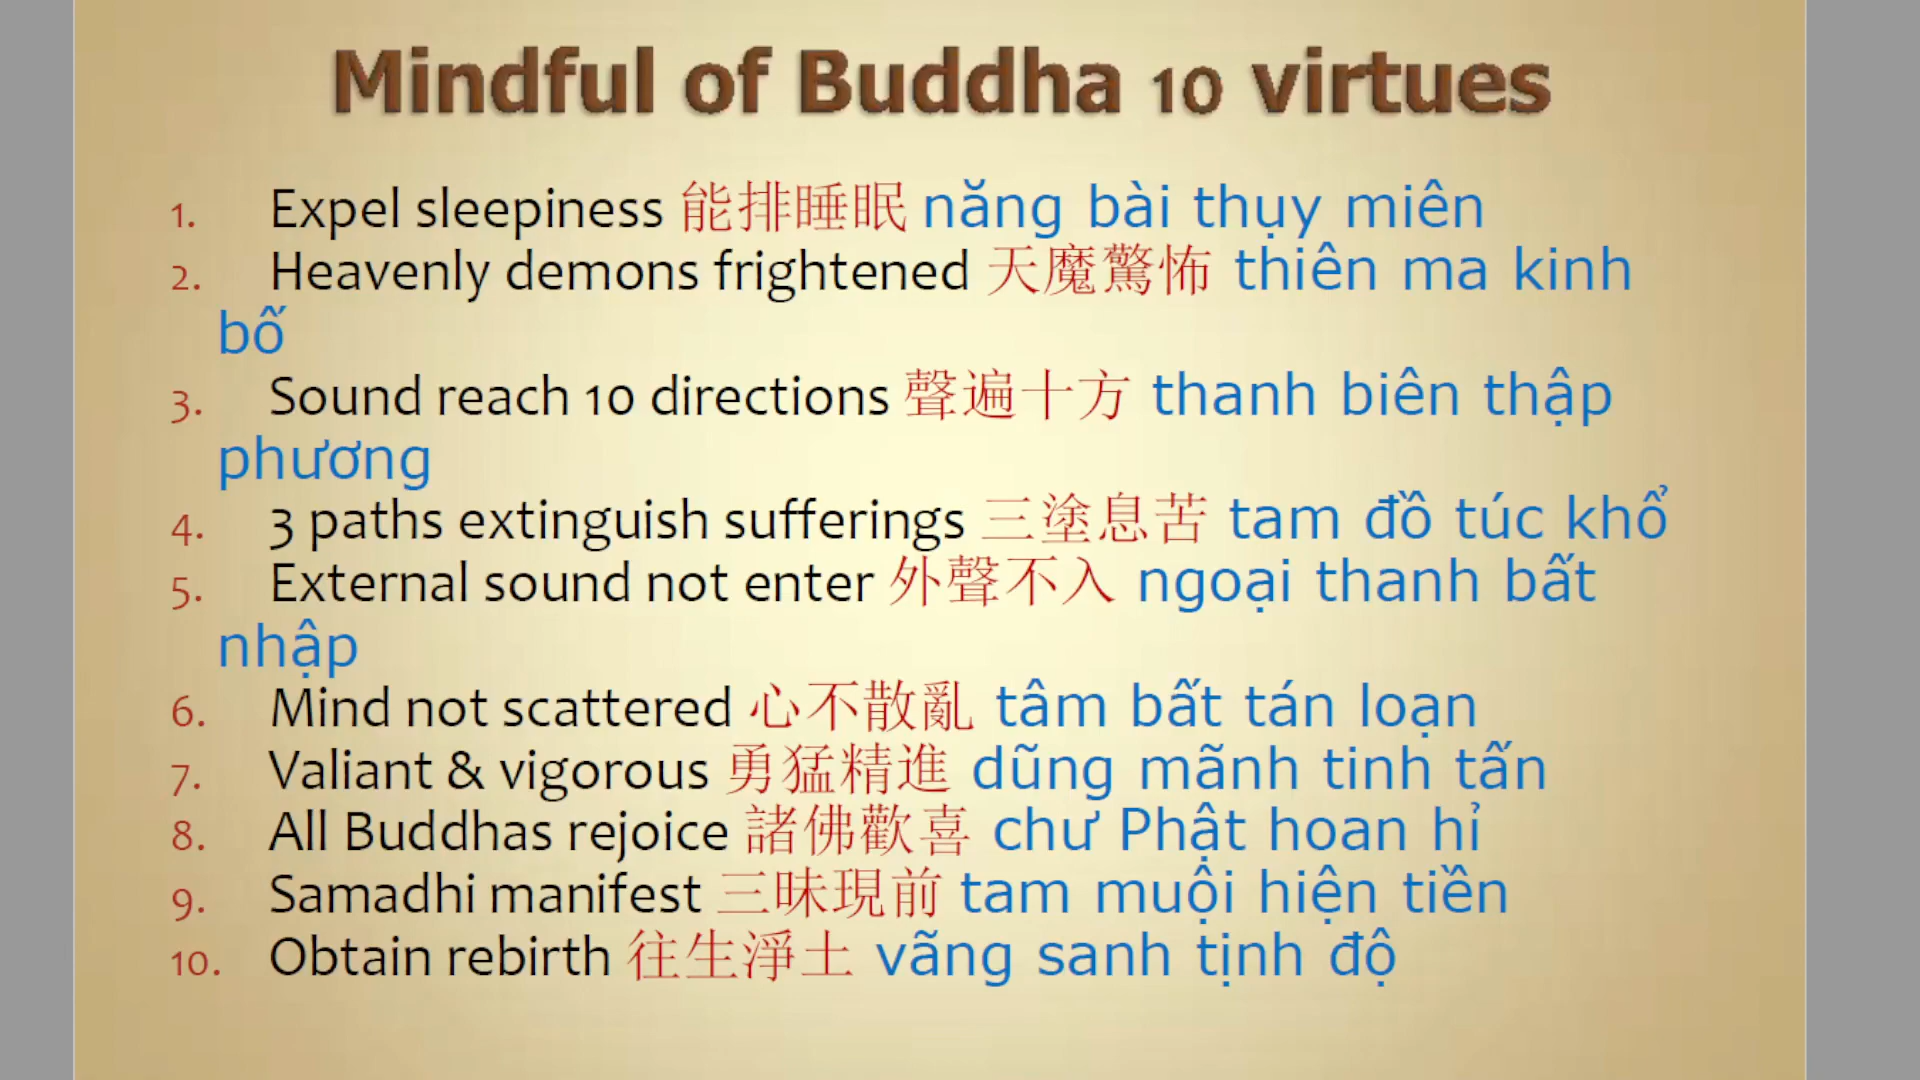 Mindful of Buddha 10 virtues
1. Expel sleepiness 能排睡眠 năng bài thụy miên
2. Heavenly demons frightened 天魔驚怖 thiên ma kinh
bố
3. Sound reach 10 directions 聲遍十方 thanh biên thập
phương
4. 3 paths extinguish sufferings 三塗息苦 tam đồ túc khổ
5. External sound not enter 外聲不入 ngoại thanh bất
nhập
6. Mind not scattered 心不散亂 tâm bất tán loạn
7. Valiant & vigorous 勇猛精進 dũng mãnh tinh tấn
8. All Buddhas rejoice 諸佛歡喜 chư Phật hoan hỉ
9. Samadhi manifest 三昧現前 tam muội hiện tiền
10. Obtain rebirth 往生淨土 vãng sanh tịnh độ